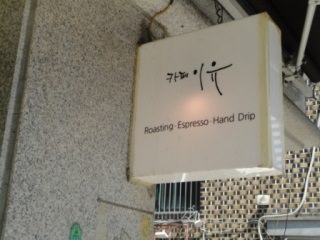 카페 이유
Roasting · Espresso · Hand Drip